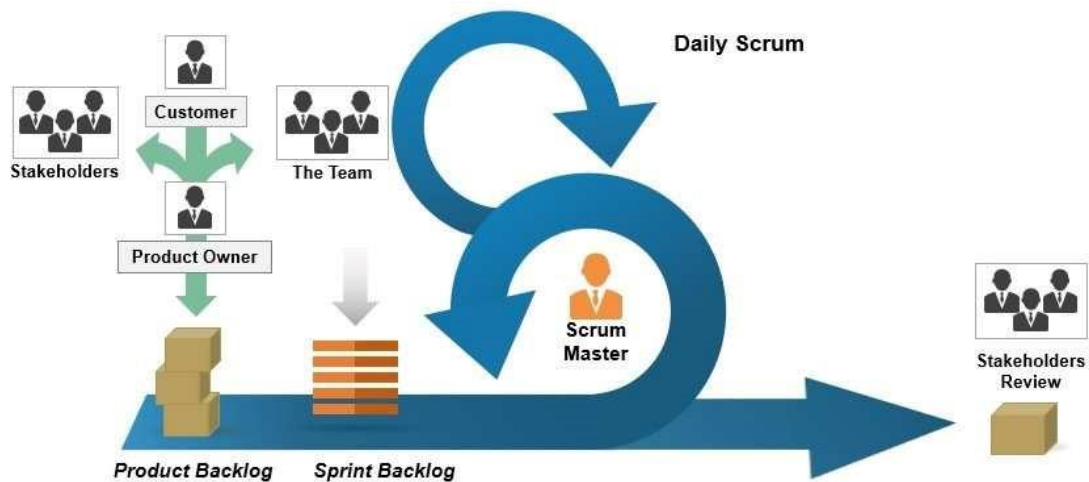 Daily Scrum
Customer
Stakeholders
The Team
Product Owner
Scrum
Master
Stakeholders
Review
Product Backlog
Sprint Backlog